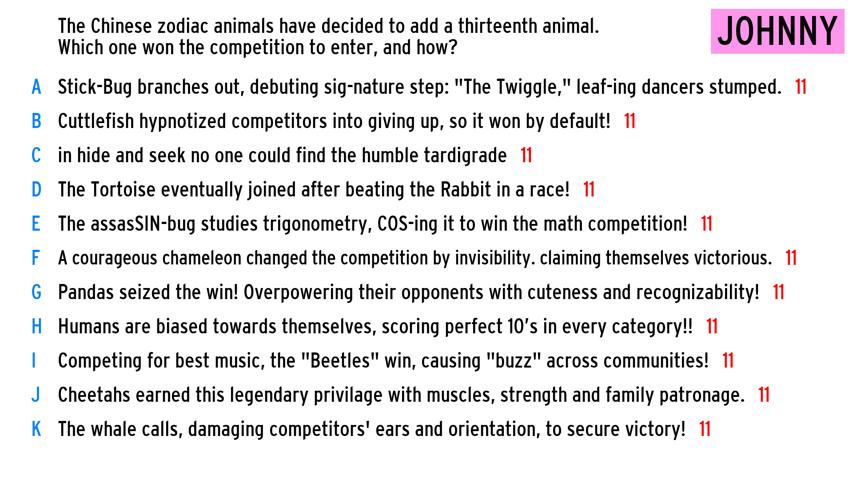 The Chinese zodiac animals have decided to add a thirteenth animal.
Which one won the competition to enter, and how?
JOHNNY
A Stick-Bug branches out, debuting sig-nature step: "The Twiggle," leaf-ing dancers stumped. 11
B Cuttlefish hypnotized competitors into giving up, so it won by default! 11
C in hide and seek no one could find the humble tardigrade 11
D The Tortoise eventually joined after beating the Rabbit in a race! 11
E The assasSIN-bug studies trigonometry, COS-ing it to win the math competition! 11
F A courageous chameleon changed the competition by invisibility. claiming themselves victorious. 11
G Pandas seized the win! Overpowering their opponents with cuteness and recognizability! 11
H Humans are biased towards themselves, scoring perfect 10's in every category!! 11
I Competing for best music, the "Beetles" win, causing "buzz" across communities! 11
J Cheetahs earned this legendary privilage with muscles, strength and family patronage. 11
K The whale calls, damaging competitors' ears and orientation, to secure victory! 11